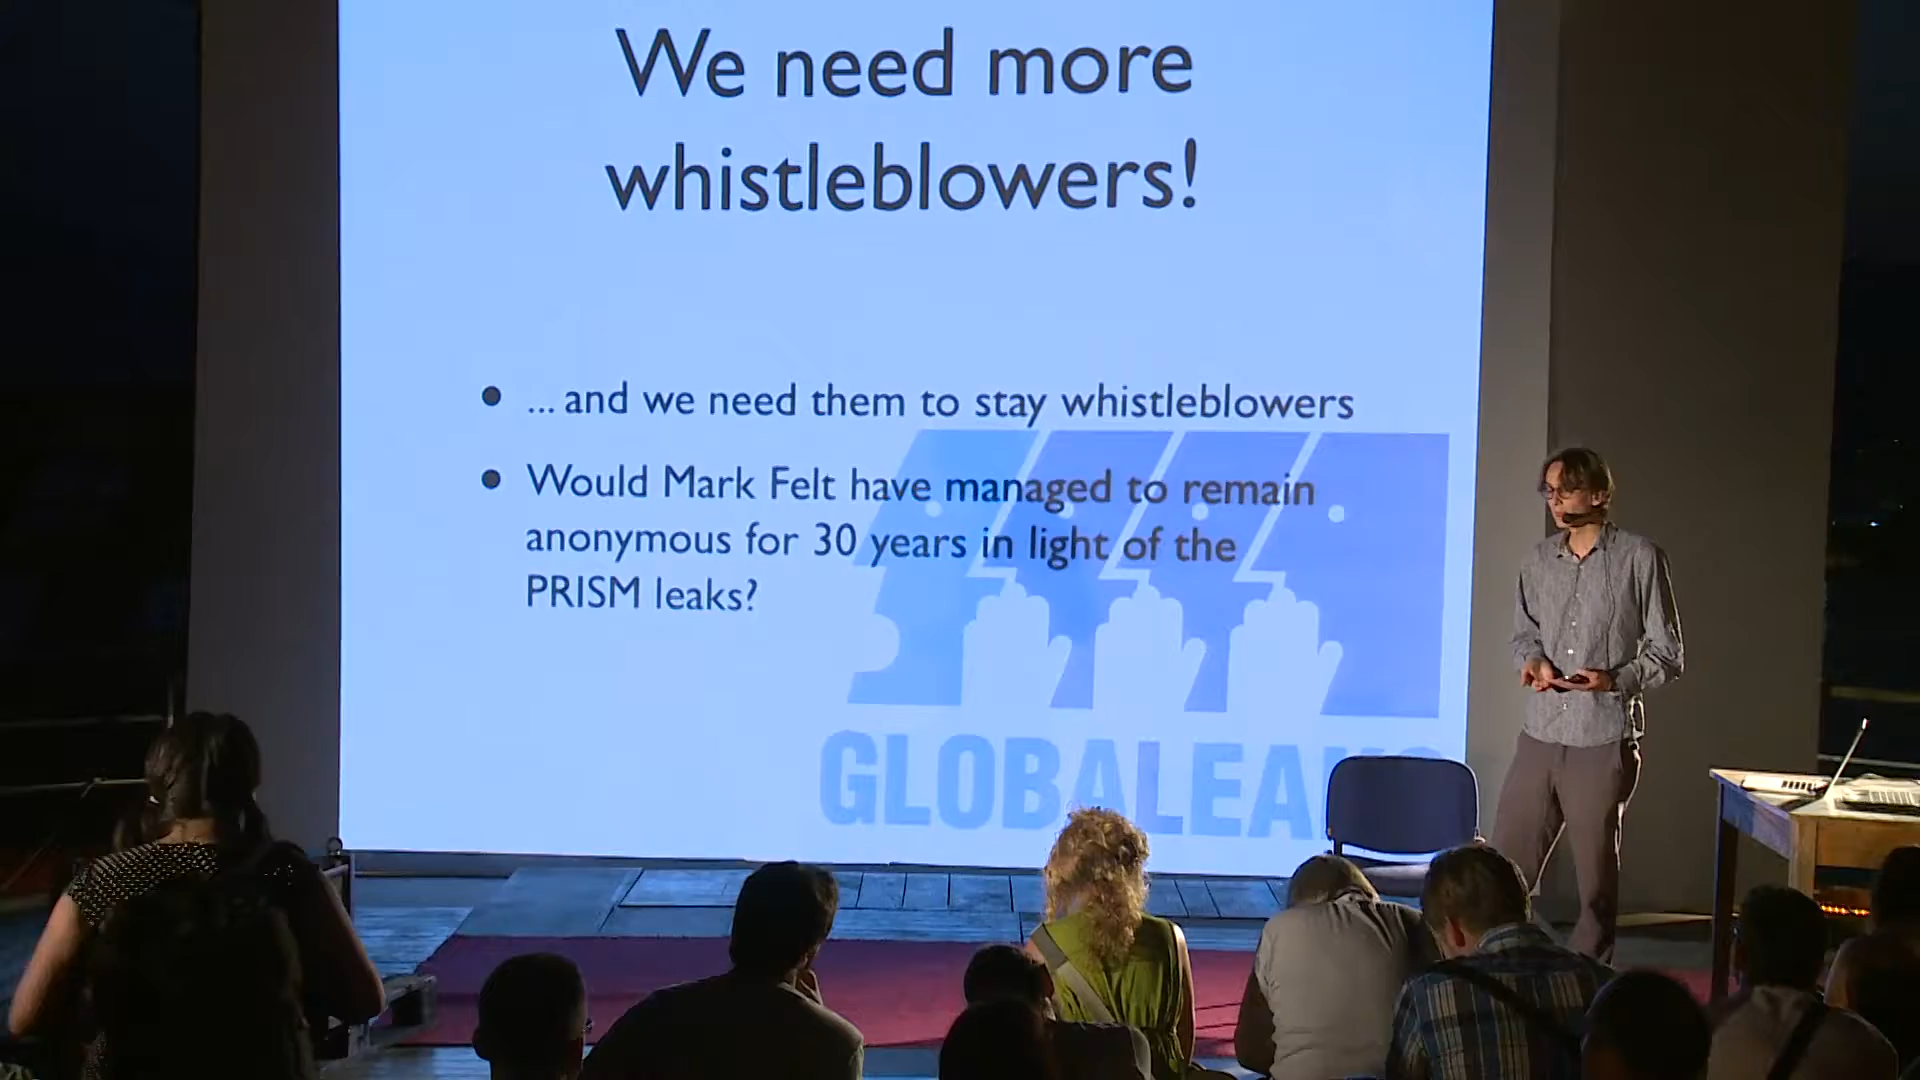 We need more
whistleblowers!
• ... and we need them to stay whistleblowers
• Would Mark Felt have managed to remain
anonymous for 30 years in light of the
PRISM leaks?
GLOBALEAKS